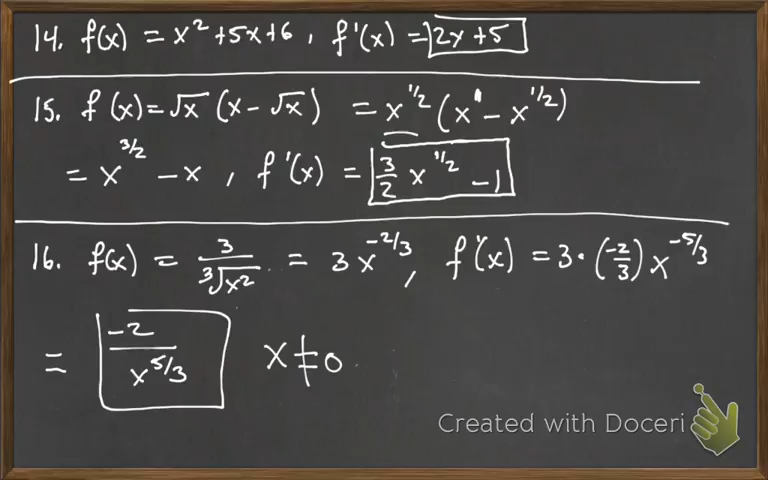 14. f(x) = x² + 5x + 6 , f'(x) = 2x + 5
15. f(x) = √x (x - √x) = x^1/2 (x^1 - x^1/2)
= x^3/2 - x , f'(x) = 3/2 x^1/2 - 1
16. f(x) = 3/∛x² = 3x^-2/3 , f'(x) = 3 · (-2/3) x^-5/3
= -2/x^5/3 x ≠ 0
Created with Doceri